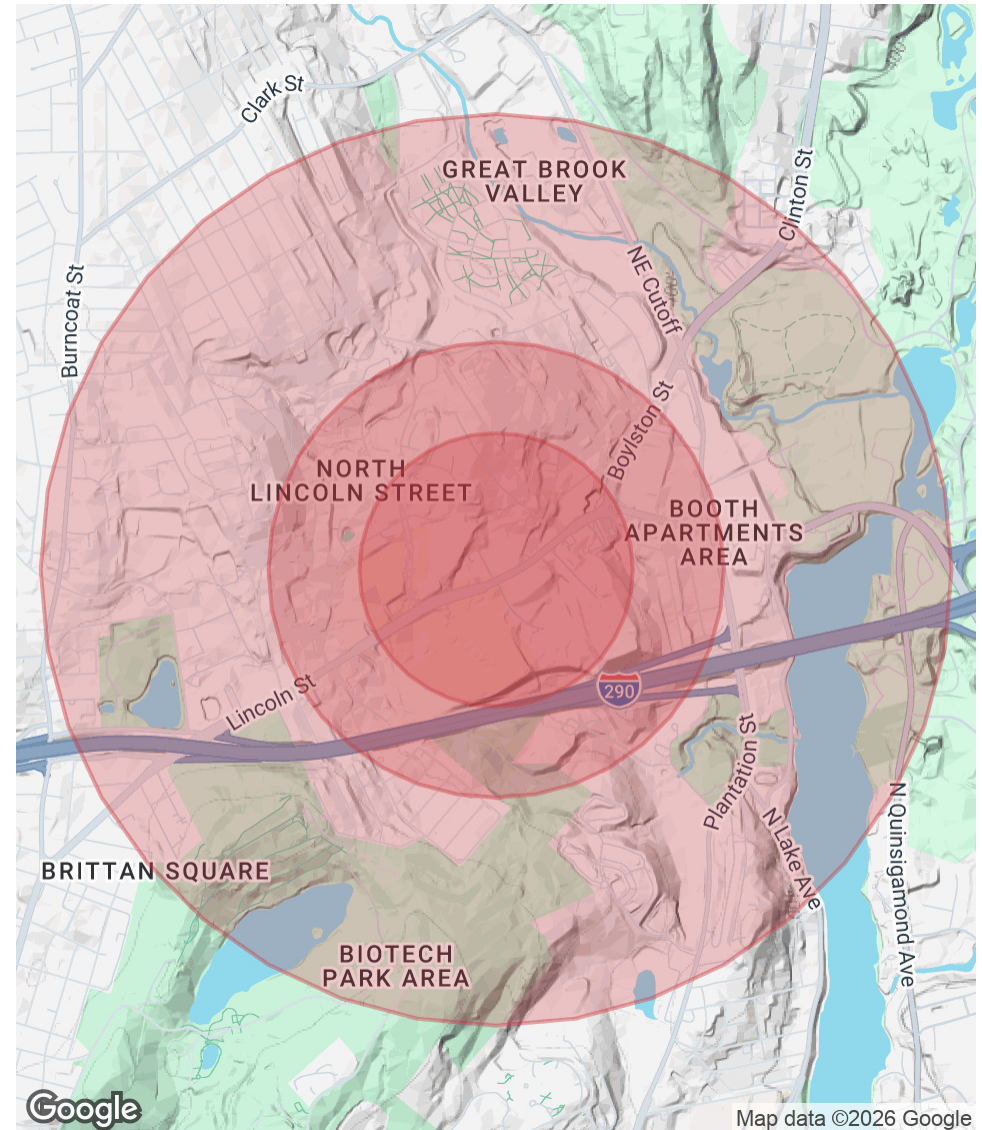 Clark St
GREAT BROOK
VALLEY
Clinton St
Burncoat St
NE Cutoff
Boylston St
NORTH
LINCOLN STREET
BOOTH
APARTMENTS
AREA
290
Lincoln St
Plantation St
N Lake Ave
N Quinsigamond Ave
BRITTAN SQUARE
BIOTECH
PARK AREA
Google
Map data ©2026 Google